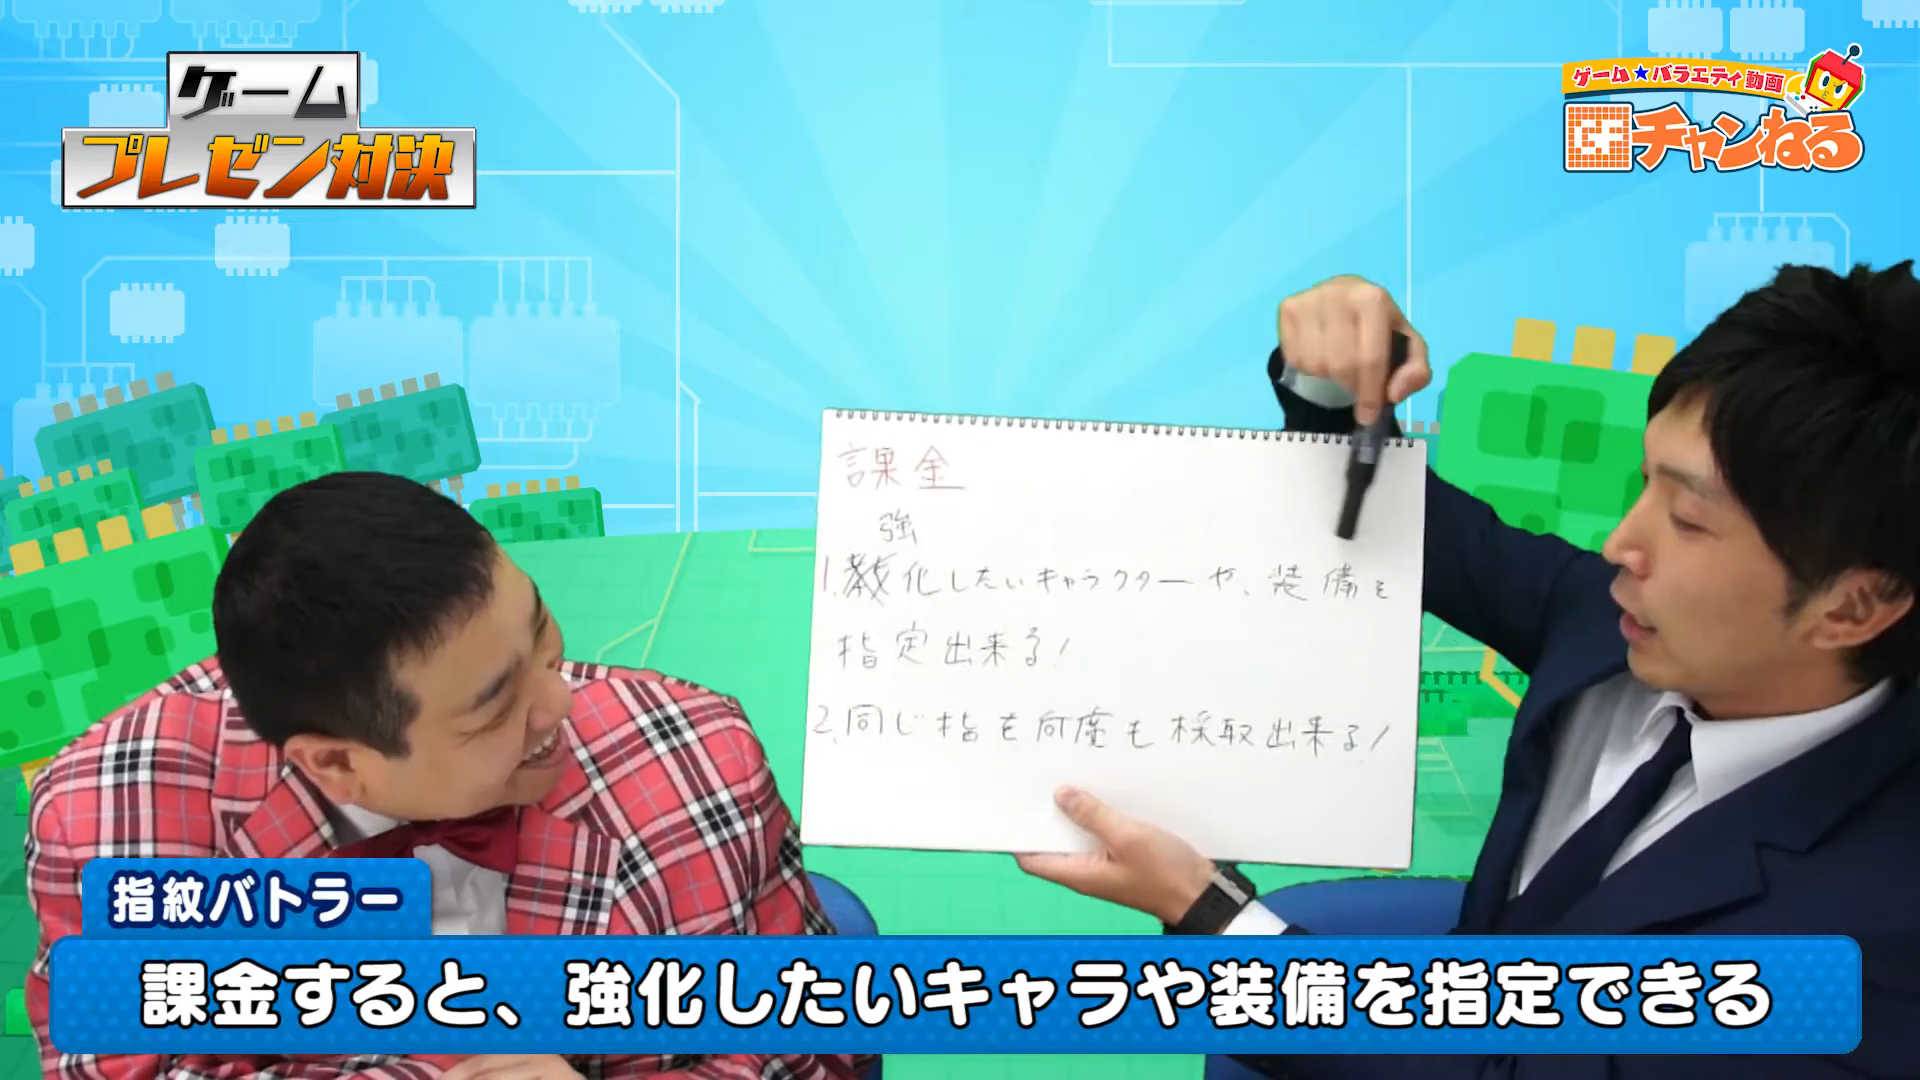 ゲーム
プレゼン対決
ゲーム★バラエティ動画
チャンねる
課金
強
1.化したいキャラクターや、装備を
指定出来る!
2.同じ指を何度も採取出来る!
指紋バトラー
課金すると、強化したいキャラや装備を指定できる